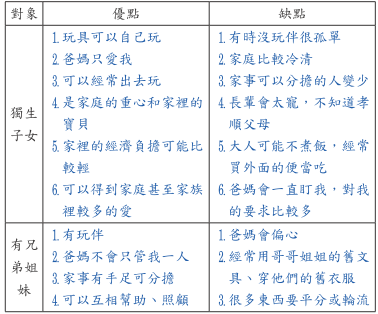 對象 優點 缺點
獨生子女
1.玩具可以自己玩
2.爸媽只愛我
3.可以經常出去玩
4.是家庭的重心和家裡的
寶貝
5.家裡的經濟負擔可能比
較輕
6.可以得到家庭甚至家族
裡較多的愛
1.有時沒玩伴很孤單
2.家庭比較冷清
3.家事可以分擔的人變少
4.長輩會太寵，不知道孝
順父母
5.大人可能不煮飯，經常
買外面的便當吃
6.爸媽會一直盯我，對我
的要求比較多
有兄弟姐妹
1.有玩伴
2.爸媽不會只管我一人
3.家事有手足可分擔
4.可以互相幫助、照顧
1.爸媽會偏心
2.經常用哥哥姐姐的舊文
具、穿他們的舊衣服
3.很多東西要平分或輪流